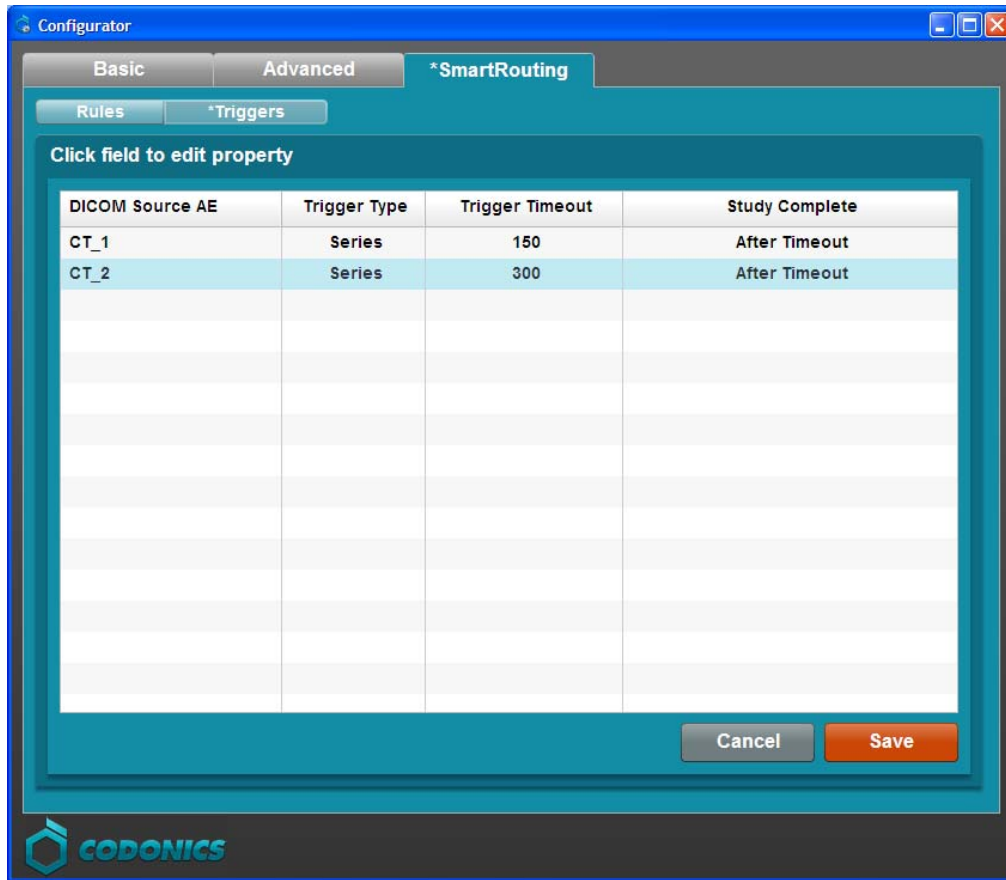 Configurator
Basic Advanced *SmartRouting
Rules *Triggers
Click field to edit property
DICOM Source AE Trigger Type Trigger Timeout Study Complete
CT_1 Series 150 After Timeout
CT_2 Series 300 After Timeout
Cancel Save
CODONICS